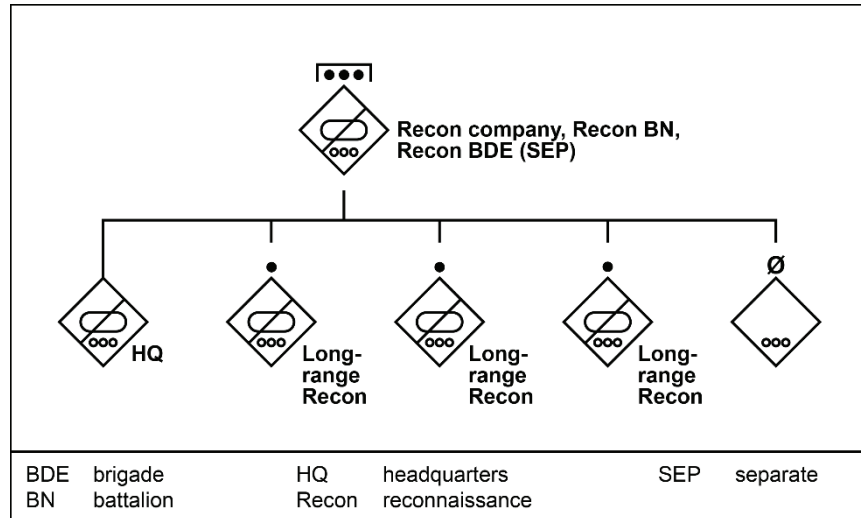 Recon company, Recon BN,
Recon BDE (SEP)
HQ
Long-
range
Recon
Long-
range
Recon
Long-
range
Recon
BDE brigade
BN battalion
HQ headquarters
Recon reconnaissance
SEP separate